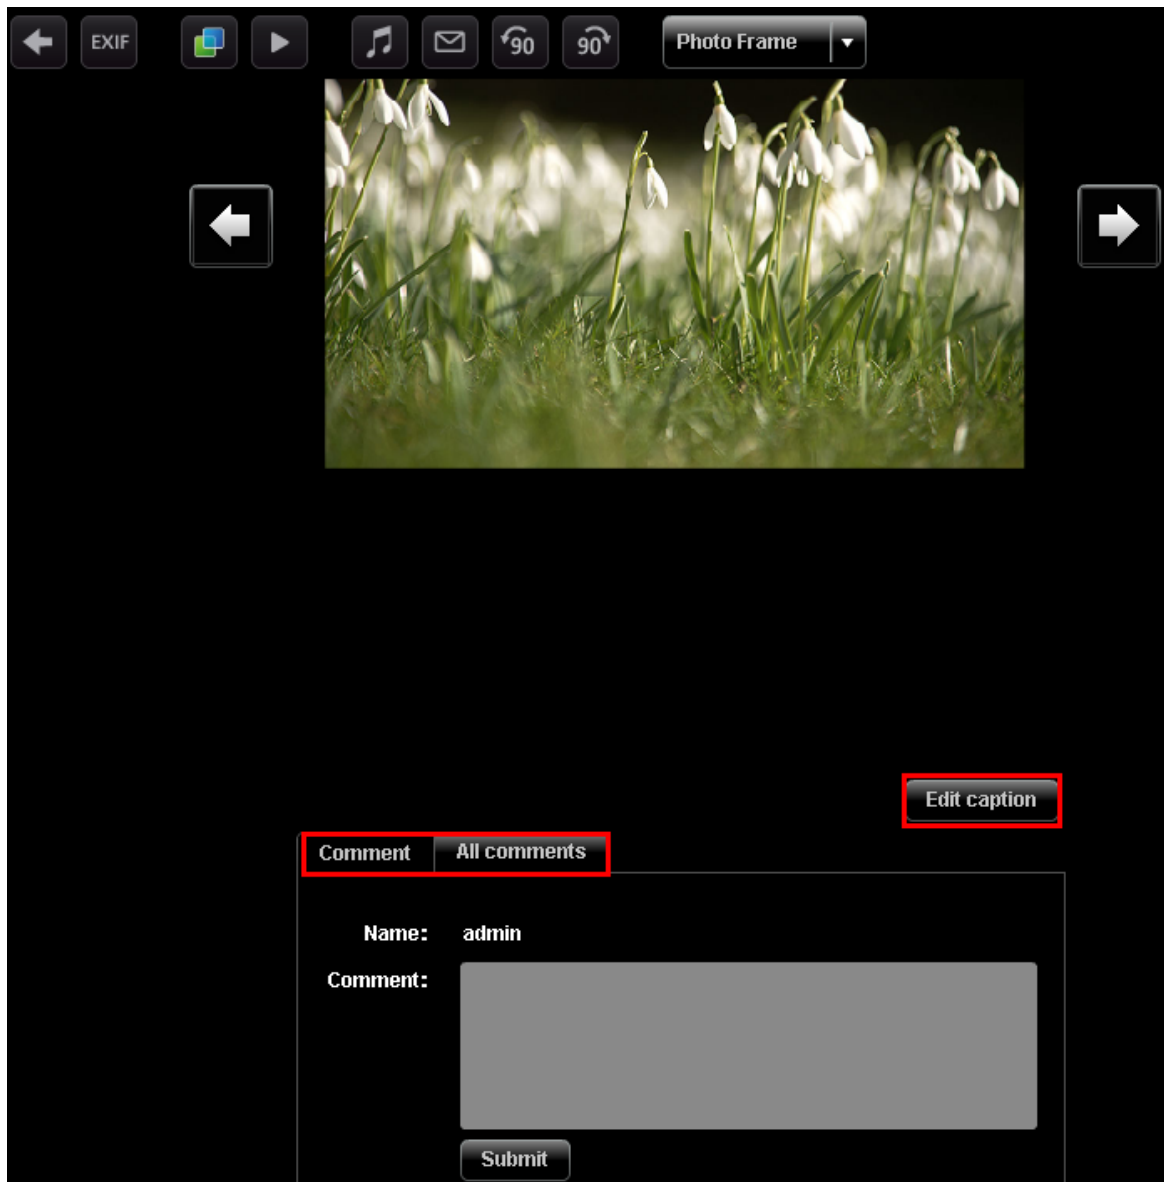 EXIF
90
90
Photo Frame
Edit caption
Comment
All comments
Name: admin
Comment:
Submit